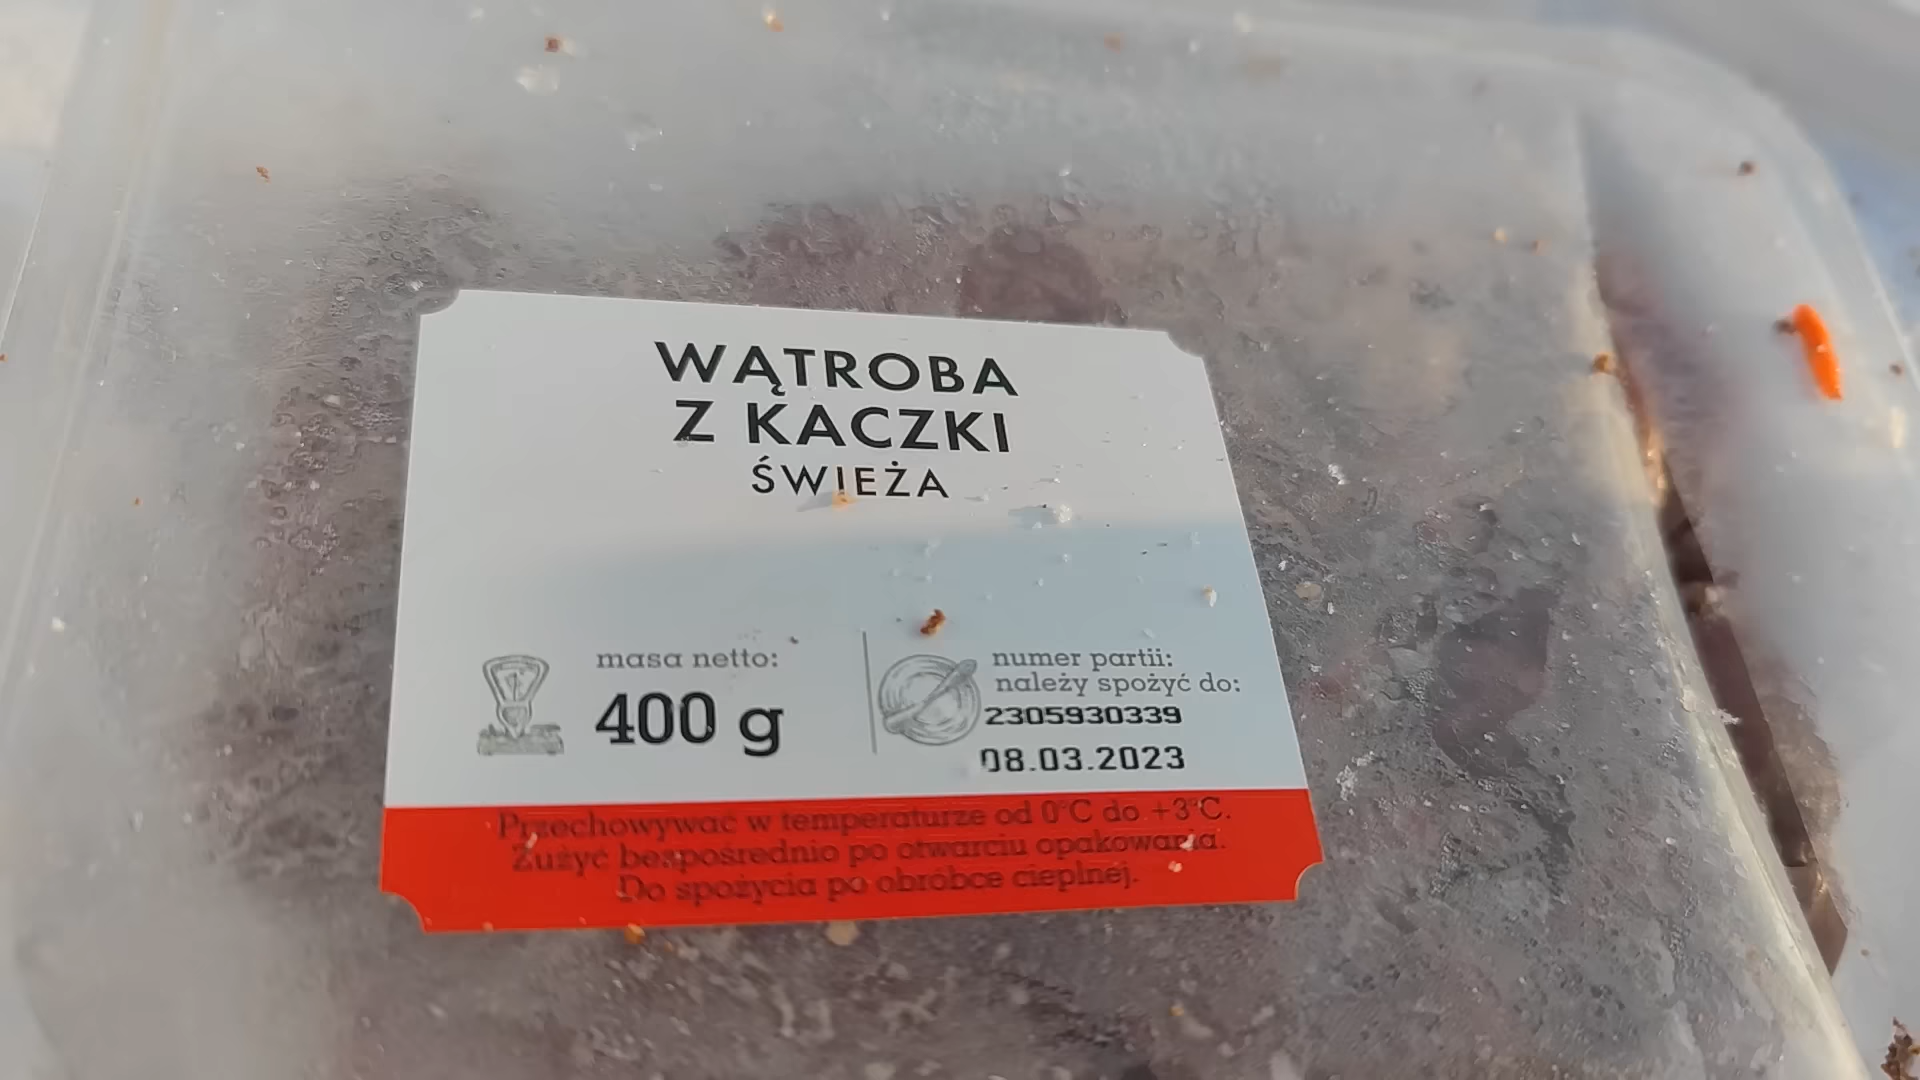 WĄTROBA
Z KACZKI
ŚWIEŻA
masa netto:
400 g
numer partii:
należy spożyć do:
2305930339
08.03.2023
Przechowywać w temperaturze od 0°C do +3°C.
Zużyć bezpośrednio po otwarciu opakowania.
Do spożycia po obróbce cieplnej.